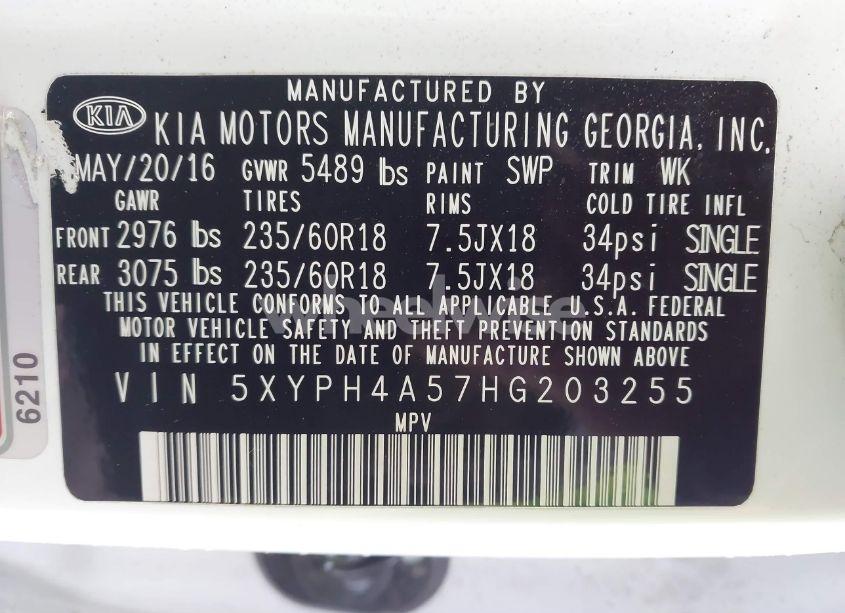 MANUFACTURED BY
KIA KIA MOTORS MANUFACTURING GEORGIA, INC.
MAY/20/16 GVWR 5489 lbs PAINT SWP TRIM WK
GAWR TIRES RIMS COLD TIRE INFL
FRONT 2976 lbs 235/60R18 7.5JX18 34psi SINGLE
REAR 3075 lbs 235/60R18 7.5JX18 34psi SINGLE
THIS VEHICLE CONFORMS TO ALL APPLICABLE U.S.A. FEDERAL
MOTOR VEHICLE SAFETY AND THEFT PREVENTION STANDARDS
IN EFFECT ON THE DATE OF MANUFACTURE SHOWN ABOVE
VIN 5XYPH4A57HG203255
MPV
6210